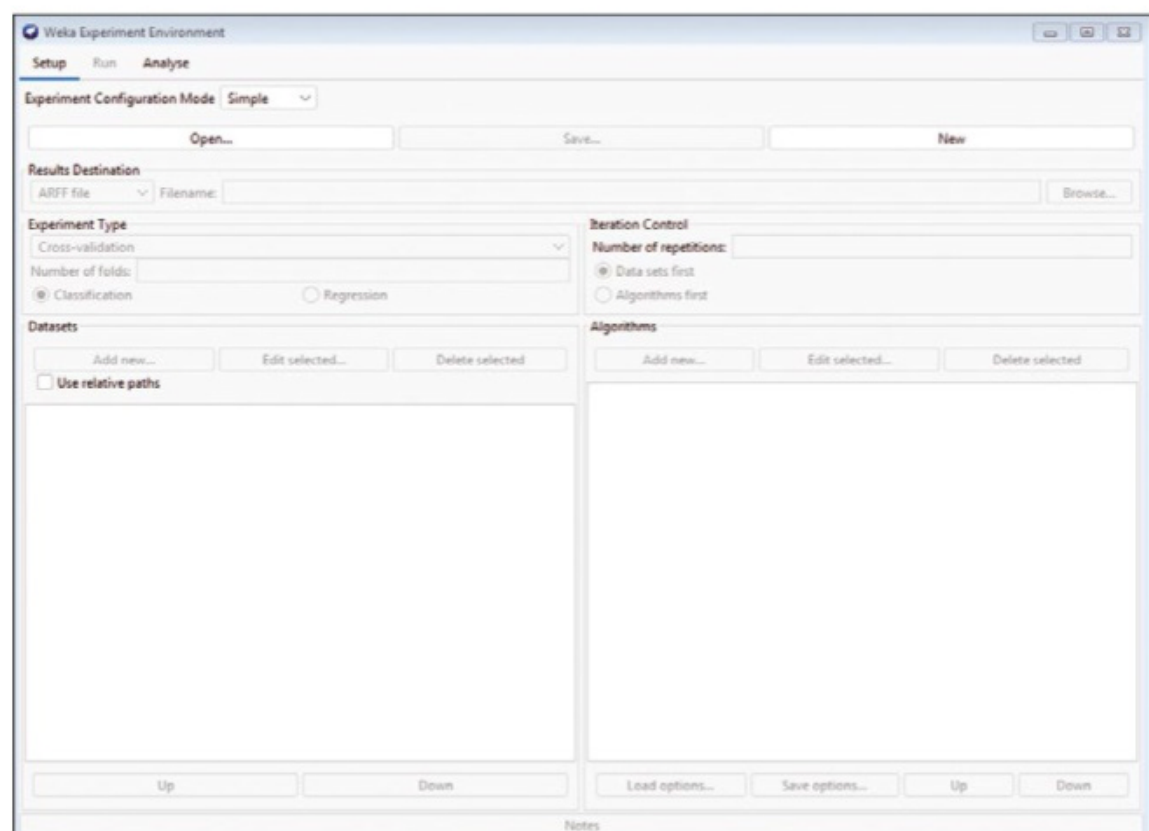 Weka Experiment Environment
Setup Run Analyse
Experiment Configuration Mode Simple
Open... Save... New
Results Destination
ARFF file Filename: Browse...
Experiment Type
Cross-validation
Number of folds:
Classification Regression
Iteration Control
Number of repetitions:
Data sets first
Algorithms first
Datasets
Add new... Edit selected... Delete selected
Use relative paths
Up Down
Algorithms
Add new... Edit selected... Delete selected
Load options... Save options... Up Down
Notes